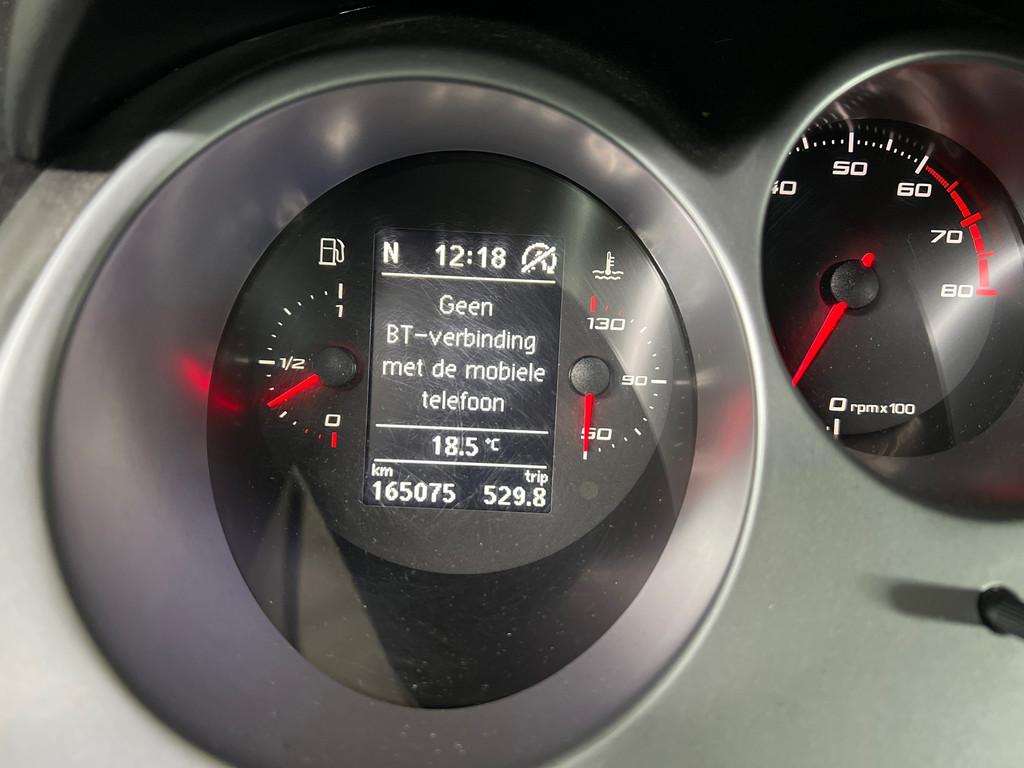 N 12:18
Geen
BT-verbinding
met de mobiele
telefoon
18.5 °C
km trip
165075 529.8
1
1/2
0
130
90
50
40 50 60 70 80
0 rpm x 100